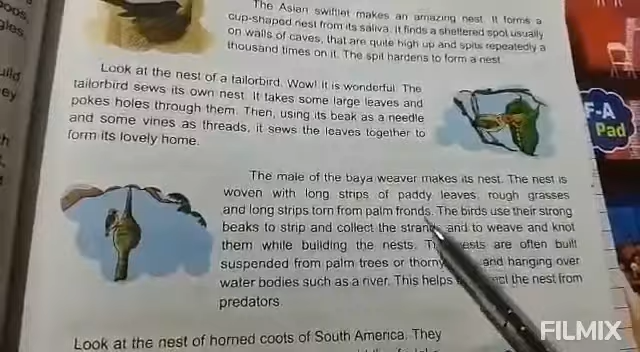 The Asian swiftlet makes an amazing nest. It forms a
cup-shaped nest from its saliva. It finds a sheltered spot usually
on walls of caves, that are quite high up and spits repeatedly a
thousand times on it. The spit hardens to form a nest.
Look at the nest of a tailorbird. Wow! It is wonderful. The
tailorbird sews its own nest. It takes some large leaves and
pokes holes through them. Then, using its beak as a needle
and some vines as threads, it sews the leaves together to
form its lovely home.
The male of the baya weaver makes its nest. The nest is
woven with long strips of paddy leaves, rough grasses
and long strips torn from palm fronds. The birds use their strong
beaks to strip and collect the strands and to weave and knot
them while building the nests. The nests are often built
suspended from palm trees or thorny and hanging over
water bodies such as a river. This helps the nest from
predators.
Look at the nest of horned coots of South America. They
F-A
Pad
FILMIX